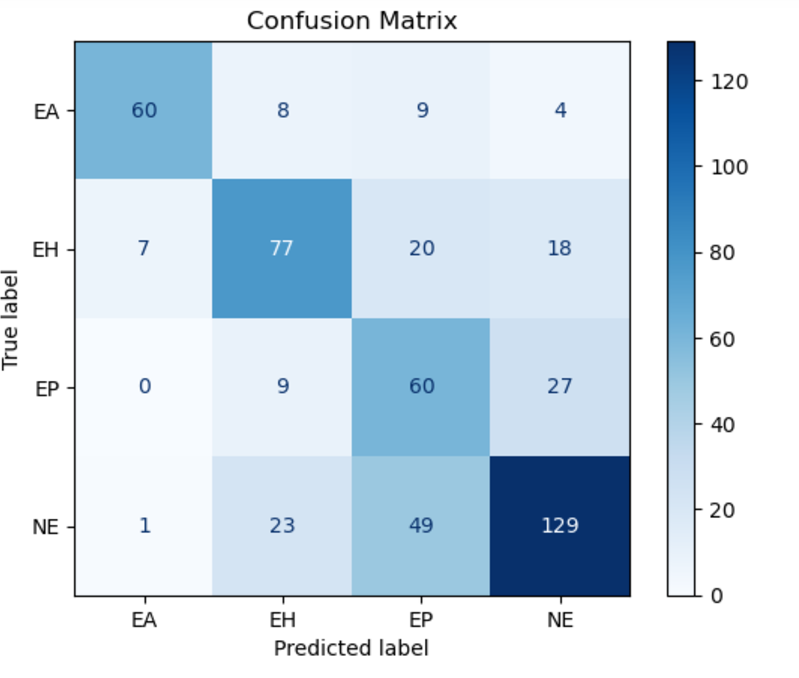 Confusion Matrix
EA 60 8 9 4
EH 7 77 20 18
EP 0 9 60 27
NE 1 23 49 129
EA EH EP NE
Predicted label
True label
120
100
80
60
40
20
0